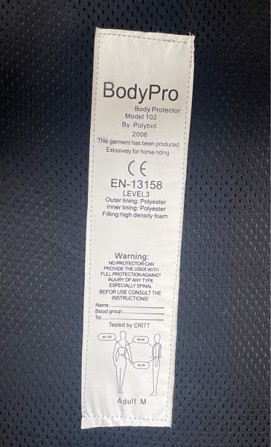 BodyPro
Body Protector
Model 102
By Polybid
2006
This garment has been produced
Exlusively for horse riding
CE
EN-13158
LEVEL3
Outer lining: Polyester
Inner lining: Polyester
Filling:high density foam
Warning:
NO PROTECTOR CAN
PROVIDE THE USER WITH
FULL PROTECTION AGAINST
INJURY OF ANY TYPE
ESPECIALLY SPINAL
BEFOR USE CONSULT THE
INSTRUCTIONS!
Name:
Blood group:
Tel:
Tested by CRITT
Adult M